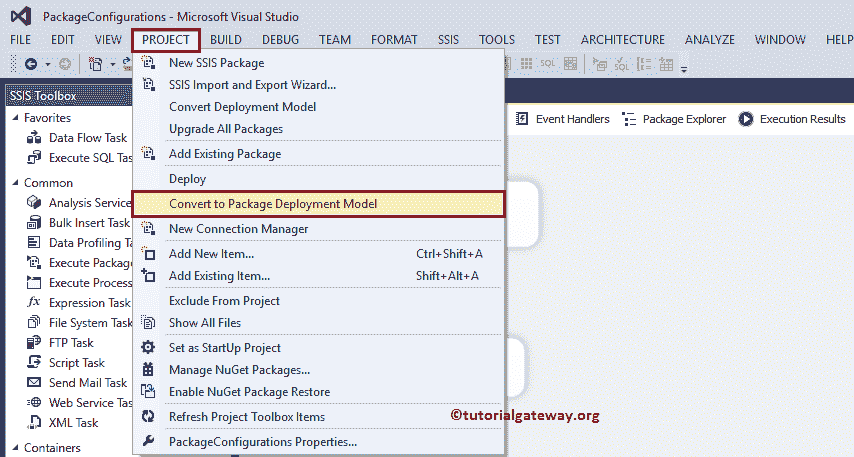 PackageConfigurations - Microsoft Visual Studio
FILE EDIT VIEW PROJECT BUILD DEBUG TEAM FORMAT SSIS TOOLS TEST ARCHITECTURE ANALYZE WINDOW HELP
SQL SQL
SSIS Toolbox
Favorites
Data Flow Task
Execute SQL Tas
Common
Analysis Service
Bulk Insert Task
Data Profiling Ta
Execute Package
Execute Process
fx Expression Task
File System Task
FTP Task
Script Task
Send Mail Task
Web Service Tas
XML Task
Containers
New SSIS Package
SSIS Import and Export Wizard...
Convert Deployment Model
Upgrade All Packages
Add Existing Package
Deploy
Convert to Package Deployment Model
New Connection Manager
Add New Item... Ctrl+Shift+A
Add Existing Item... Shift+Alt+A
Exclude From Project
Show All Files
Set as StartUp Project
Manage NuGet Packages...
Enable NuGet Package Restore
Refresh Project Toolbox Items
PackageConfigurations Properties...
Event Handlers Package Explorer Execution Results
©tutorialgateway.org